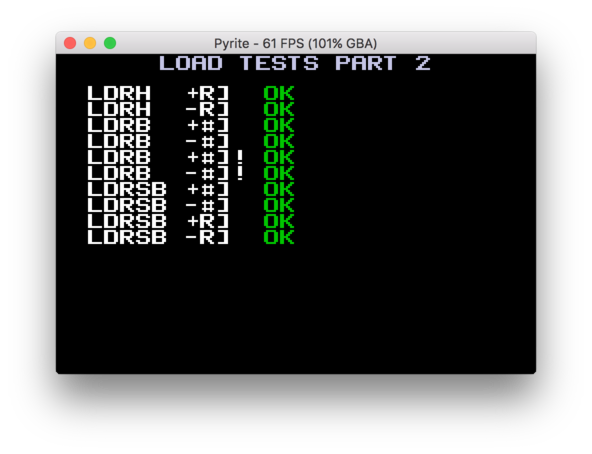 Pyrite - 61 FPS (101% GBA)
LOAD TESTS PART 2
LDRH +R] OK
LDRH -R] OK
LDRB +#] OK
LDRB -#] OK
LDRB +#]! OK
LDRB -#]! OK
LDRSB +#] OK
LDRSB -#] OK
LDRSB +R] OK
LDRSB -R] OK